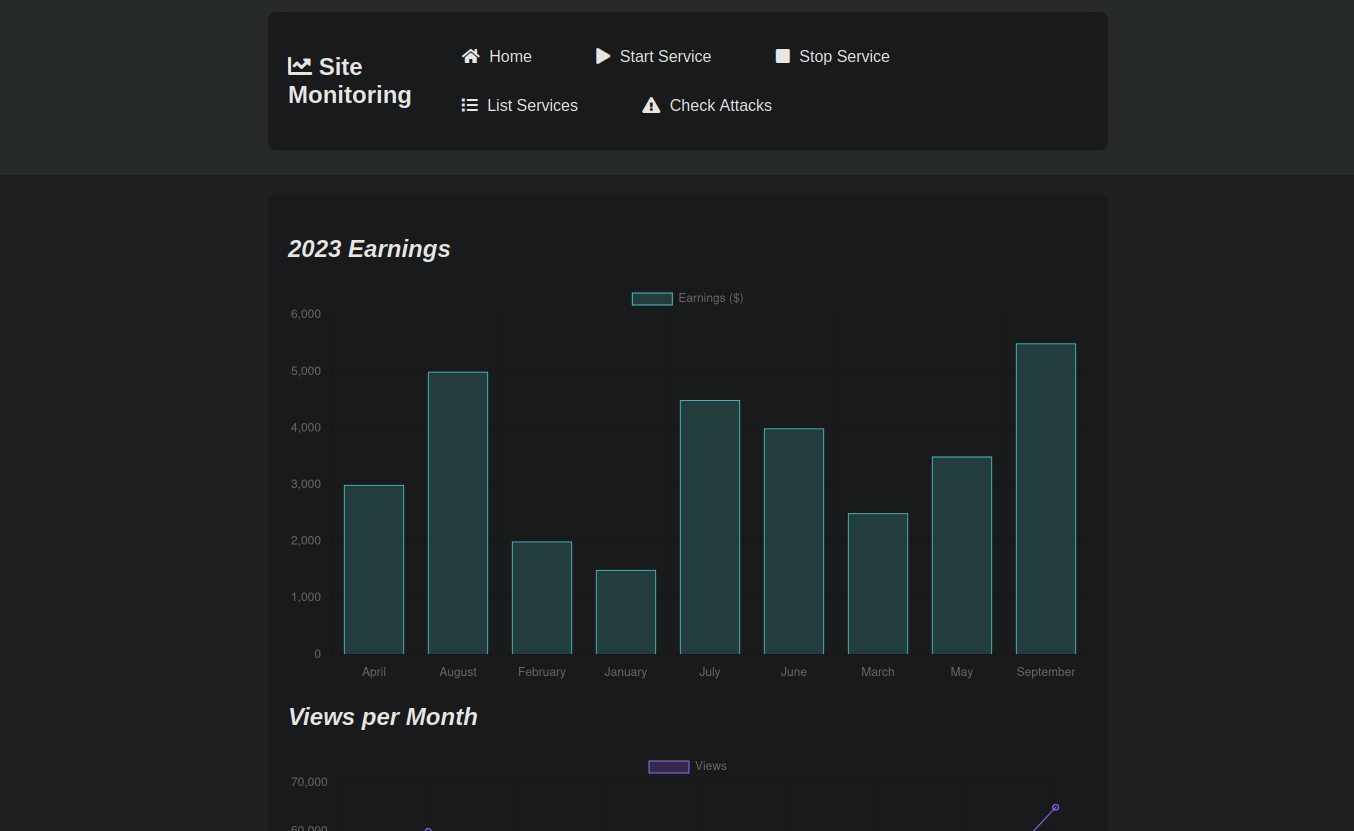 Site
Monitoring
Home
Start Service
Stop Service
List Services
Check Attacks
2023 Earnings
Earnings ($)
6,000
5,000
4,000
3,000
2,000
1,000
0
April August February January July June March May September
Views per Month
Views
70,000
60,000